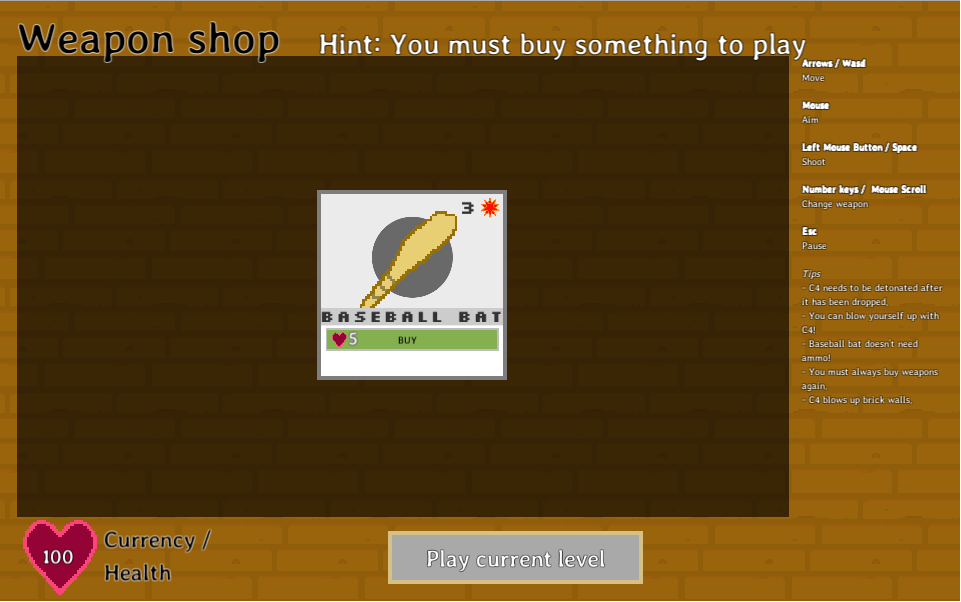 Weapon shop
Hint: You must buy something to play
Arrows / Wasd
Move
Mouse
Aim
Left Mouse Button / Space
Shoot
Number keys / Mouse Scroll
Change weapon
Esc
Pause
Tips
- C4 needs to be detonated after
it has been dropped,
- You can blow yourself up with
C4!
- Baseball bat doesn't need
ammo!
- You must always buy weapons
again,
- C4 blows up brick walls,
3
BASEBALL BAT
5 BUY
100
Currency /
Health
Play current level